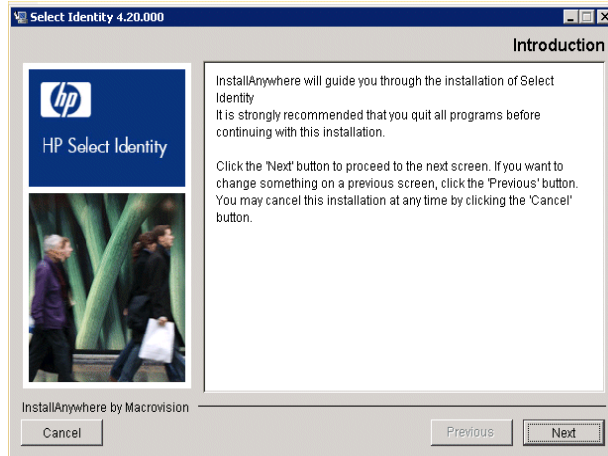 Select Identity 4.20.000
Introduction
hp
HP Select Identity
InstallAnywhere will guide you through the installation of Select
Identity
It is strongly recommended that you quit all programs before
continuing with this installation.
Click the 'Next' button to proceed to the next screen. If you want to
change something on a previous screen, click the 'Previous' button.
You may cancel this installation at any time by clicking the 'Cancel'
button.
InstallAnywhere by Macrovision
Cancel
Previous
Next